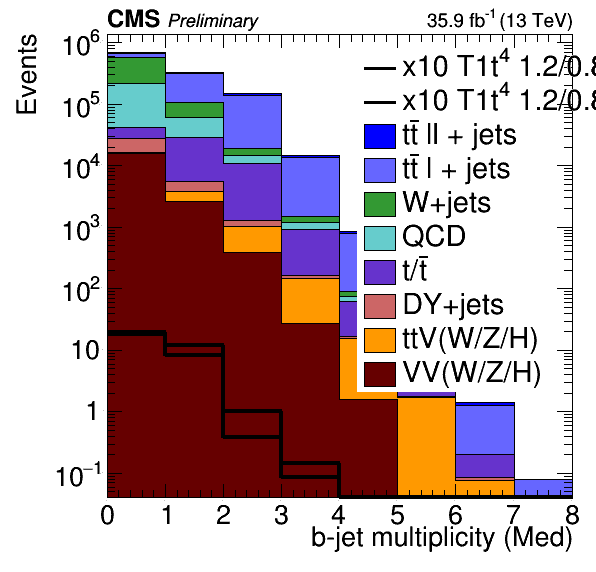 CMS Preliminary 35.9 fb⁻¹ (13 TeV)
Events
10⁶
10⁵
10⁴
10³
10²
10
1
10⁻¹
x10 T1t⁴ 1.2/0.8
x10 T1t⁴ 1.2/0.8
tt̄ ll + jets
tt̄ l + jets
W+jets
QCD
t/t̄
DY+jets
ttV(W/Z/H)
VV(W/Z/H)
0 1 2 3 4 5 6 7 8
b-jet multiplicity (Med)